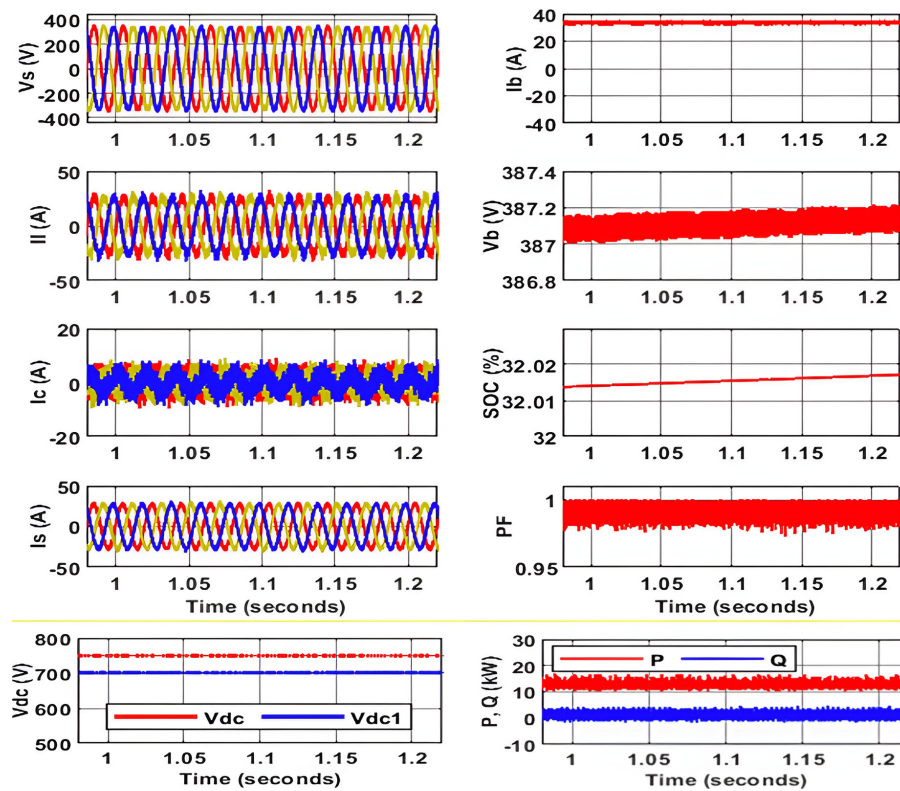 400
200
0
-200
-400
Vs (V)
1 1.05 1.1 1.15 1.2
40
20
0
-20
-40
Ib (A)
1 1.05 1.1 1.15 1.2
50
0
-50
Il (A)
1 1.05 1.1 1.15 1.2
387.4
387.2
387
386.8
Vb (V)
1 1.05 1.1 1.15 1.2
20
0
-20
Ic (A)
1 1.05 1.1 1.15 1.2
32.02
32.01
32
SOC (%)
1 1.05 1.1 1.15 1.2
50
0
-50
Is (A)
1 1.05 1.1 1.15 1.2
Time (seconds)
1
0.95
PF
1 1.05 1.1 1.15 1.2
Time (seconds)
800
700
600
500
Vdc (V)
Vdc Vdc1
1 1.05 1.1 1.15 1.2
Time (seconds)
30
20
10
0
-10
P, Q (kW)
P Q
1 1.05 1.1 1.15 1.2
Time (seconds)